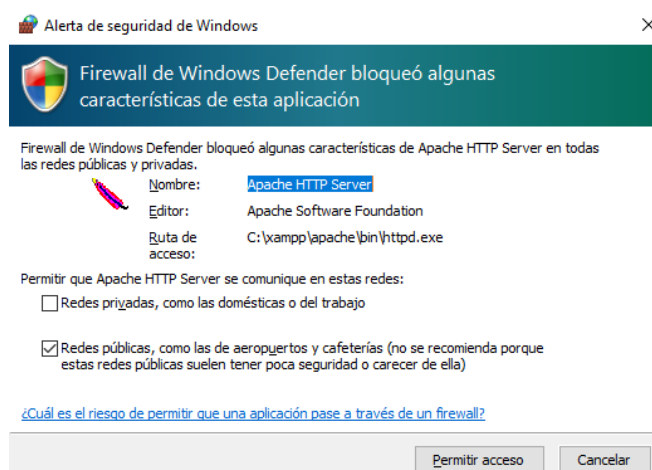 Alerta de seguridad de Windows
Firewall de Windows Defender bloqueó algunas
características de esta aplicación
Firewall de Windows Defender bloqueó algunas características de Apache HTTP Server en todas
las redes públicas y privadas.
Nombre: Apache HTTP Server
Editor: Apache Software Foundation
Ruta de C:\xampp\apache\bin\httpd.exe
acceso:
Permitir que Apache HTTP Server se comunique en estas redes:
Redes privadas, como las domésticas o del trabajo
Redes públicas, como las de aeropuertos y cafeterías (no se recomienda porque
estas redes públicas suelen tener poca seguridad o carecer de ella)
¿Cuál es el riesgo de permitir que una aplicación pase a través de un firewall?
Permitir acceso Cancelar